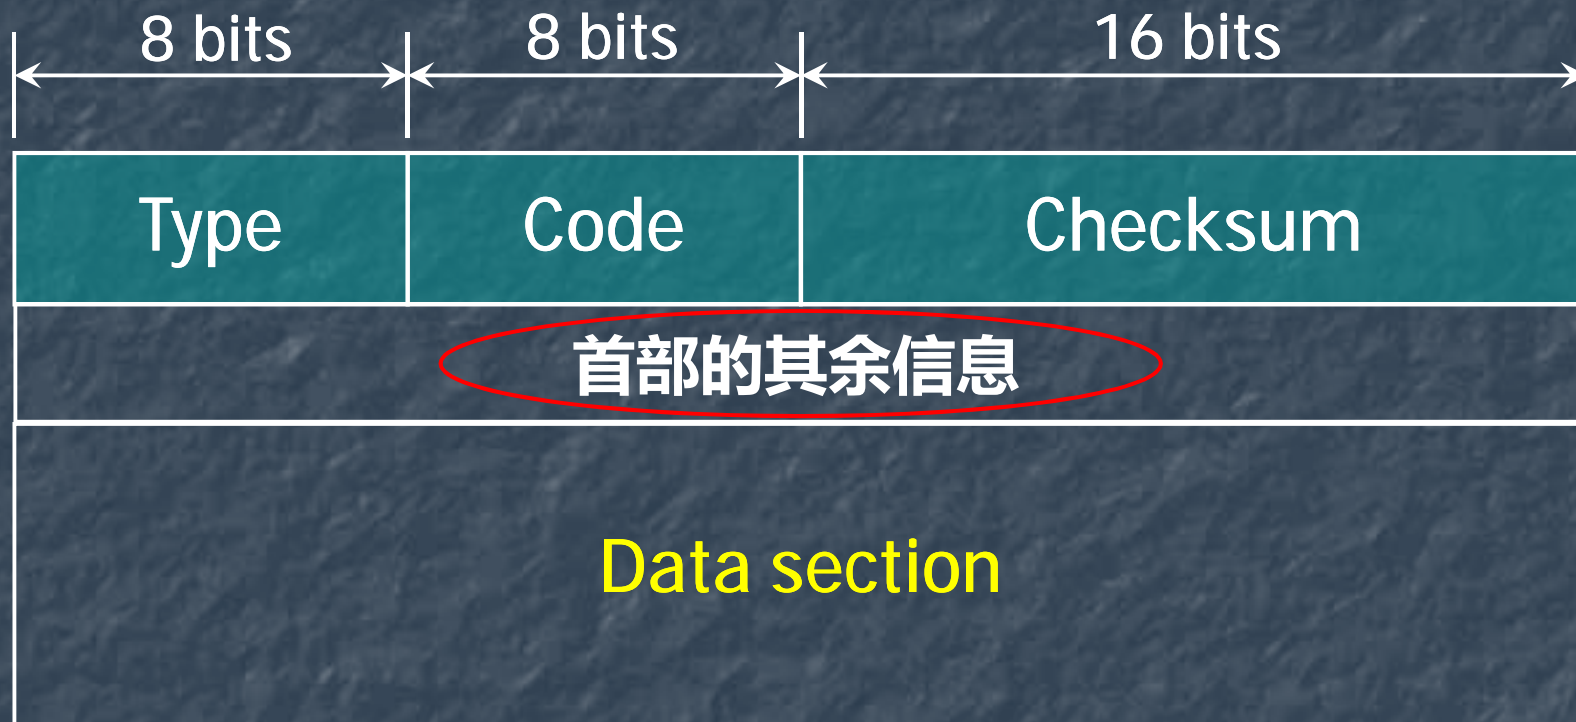 8 bits 8 bits 16 bits
Type Code Checksum
首部的其余信息
Data section